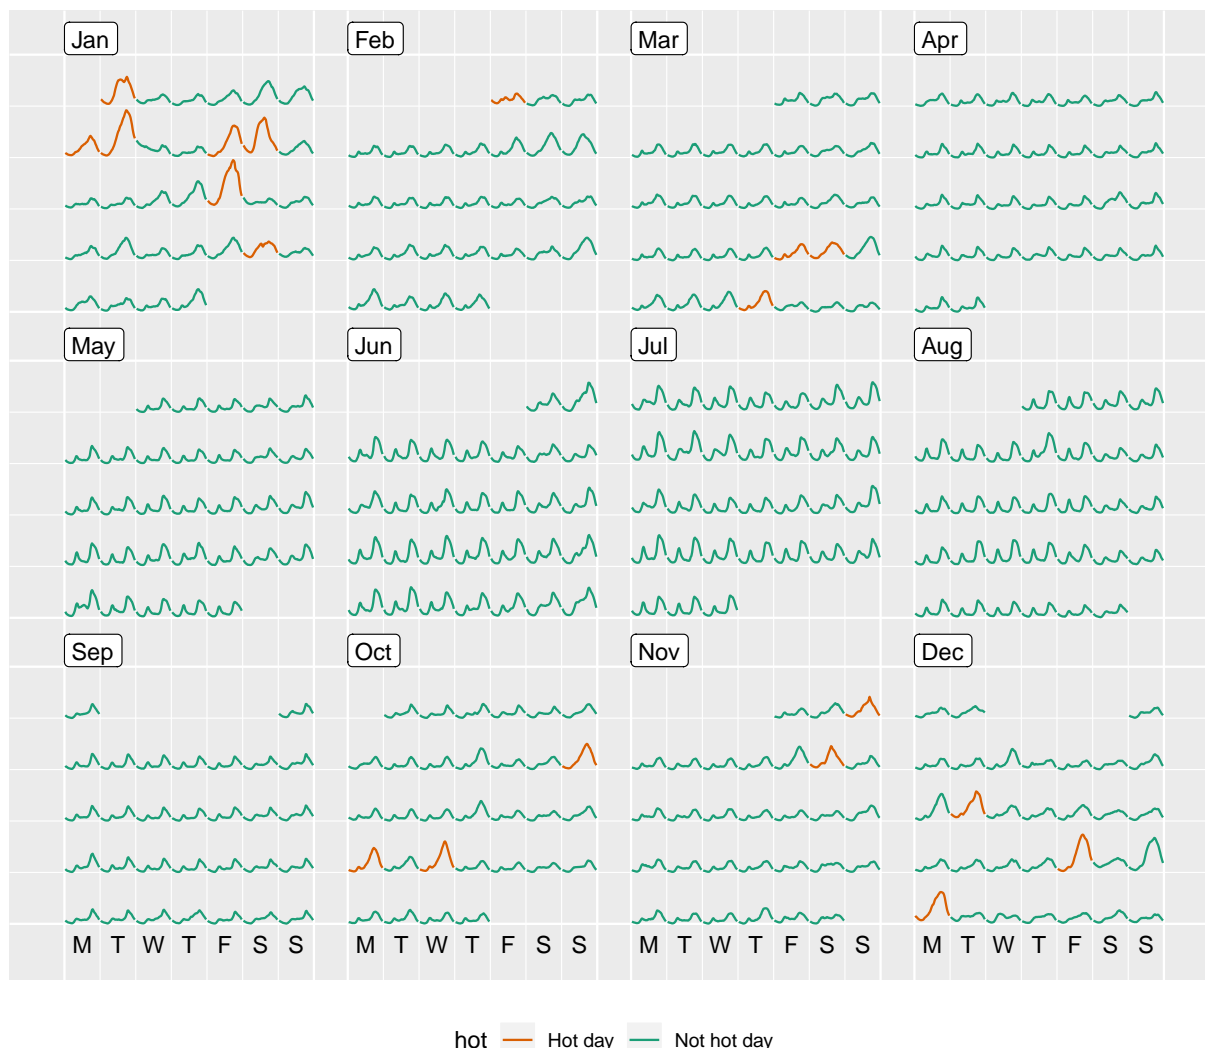 Jan Feb Mar Apr
May Jun Jul Aug
Sep Oct Nov Dec
M T W T F S S M T W T F S S M T W T F S S M T W T F S S
hot Hot day Not hot day